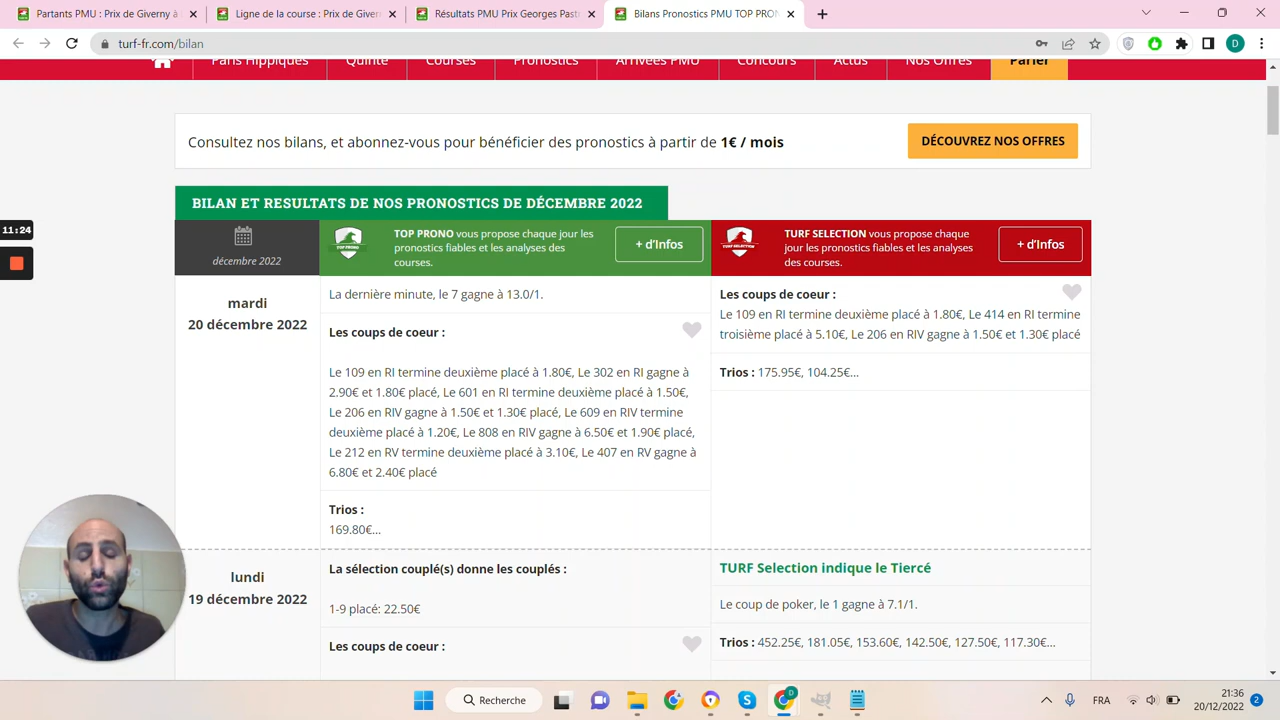 Partants PMU : Prix de Giverny à
Ligne de la course : Prix de Giver
Résultats PMU Prix Georges Past
Bilans Pronostics PMU TOP PRON
turf-fr.com/bilan
D
Paris Hippiques
Quinté
Courses
Pronostics
Arrivées PMU
Concours
Actus
Nos Offres
Parier
Consultez nos bilans, et abonnez-vous pour bénéficier des pronostics à partir de 1€ / mois
DÉCOUVREZ NOS OFFRES
BILAN ET RESULTATS DE NOS PRONOSTICS DE DÉCEMBRE 2022
11:24
décembre 2022
TOP PRONO
TOP PRONO vous propose chaque jour les
pronostics fiables et les analyses des
courses.
+ d'Infos
TURF SELECTION
TURF SELECTION vous propose chaque
jour les pronostics fiables et les analyses
des courses.
+ d'Infos
mardi
20 décembre 2022
La dernière minute, le 7 gagne à 13.0/1.
Les coups de coeur :
Le 109 en RI termine deuxième placé à 1.80€, Le 302 en RI gagne à
2.90€ et 1.80€ placé, Le 601 en RI termine deuxième placé à 1.50€,
Le 206 en RIV gagne à 1.50€ et 1.30€ placé, Le 609 en RIV termine
deuxième placé à 1.20€, Le 808 en RIV gagne à 6.50€ et 1.90€ placé,
Le 212 en RV termine deuxième placé à 3.10€, Le 407 en RV gagne à
6.80€ et 2.40€ placé
Trios :
169.80€...
Les coups de coeur :
Le 109 en RI termine deuxième placé à 1.80€, Le 414 en RI termine
troisième placé à 5.10€, Le 206 en RIV gagne à 1.50€ et 1.30€ placé
Trios : 175.95€, 104.25€...
lundi
19 décembre 2022
La sélection couplé(s) donne les couplés :
1-9 placé: 22.50€
Les coups de coeur :
TURF Selection indique le Tiercé
Le coup de poker, le 1 gagne à 7.1/1.
Trios : 452.25€, 181.05€, 153.60€, 142.50€, 127.50€, 117.30€...
Recherche
D
FRA
21:36
20/12/2022
2